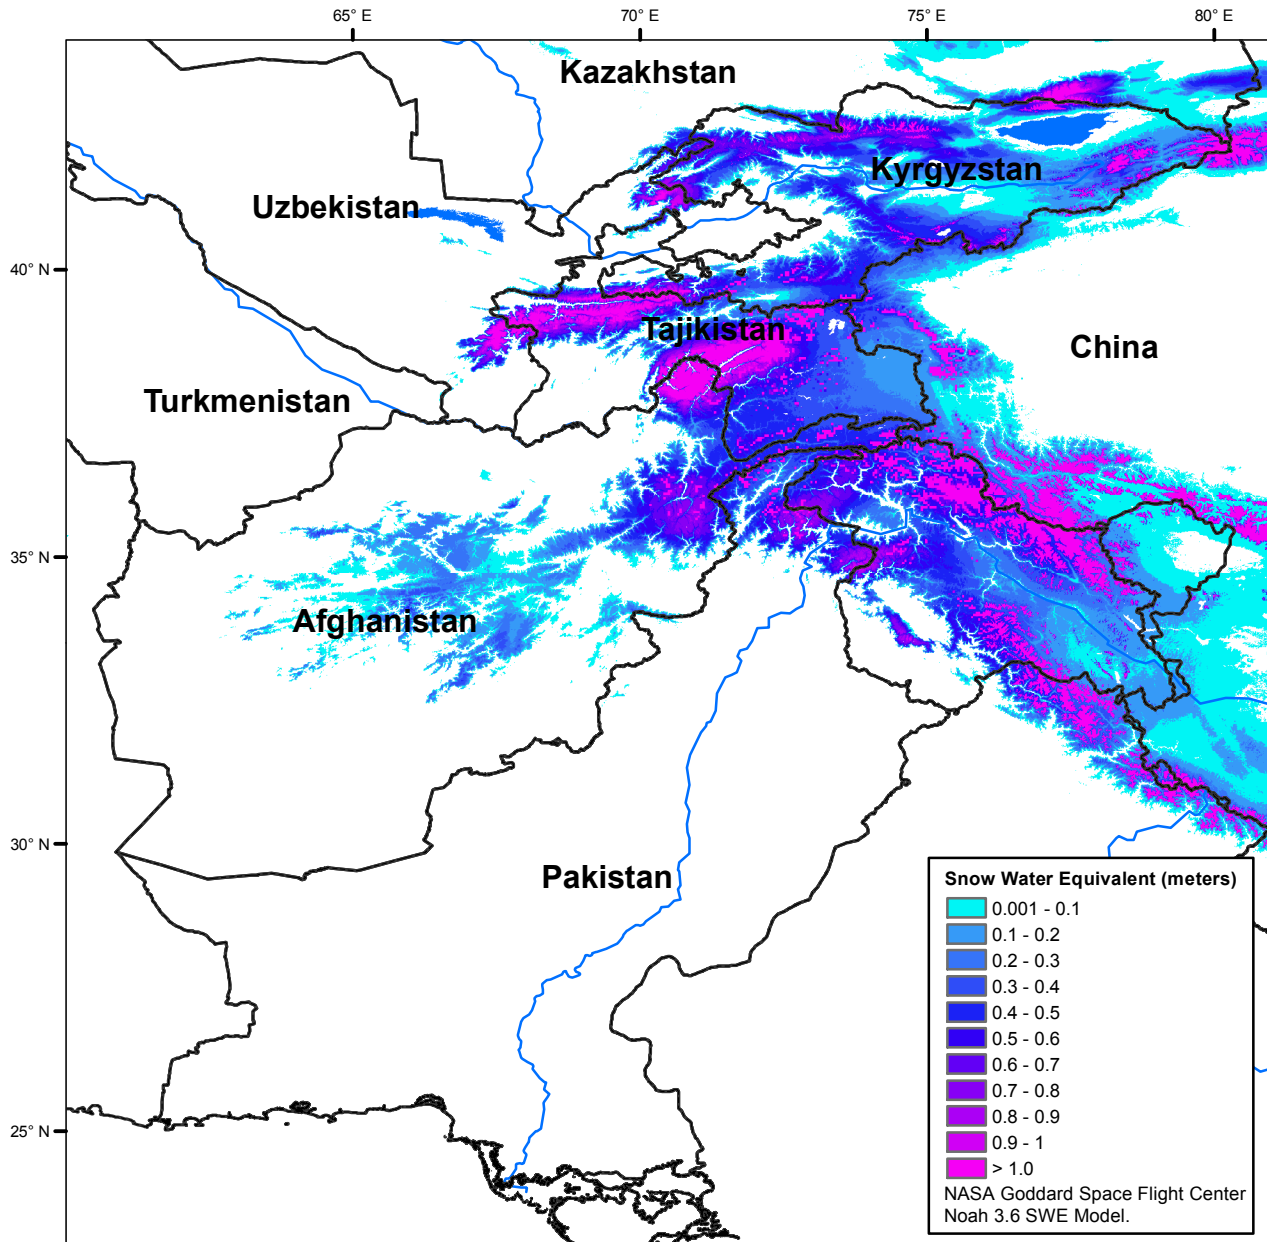 65° E
70° E
75° E
80° E
Kazakhstan
Kyrgyzstan
Uzbekistan
40° N
Tajikistan
China
Turkmenistan
35° N
Afghanistan
30° N
Pakistan
25° N
Snow Water Equivalent (meters)
0.001 - 0.1
0.1 - 0.2
0.2 - 0.3
0.3 - 0.4
0.4 - 0.5
0.5 - 0.6
0.6 - 0.7
0.7 - 0.8
0.8 - 0.9
0.9 - 1
> 1.0
NASA Goddard Space Flight Center
Noah 3.6 SWE Model.